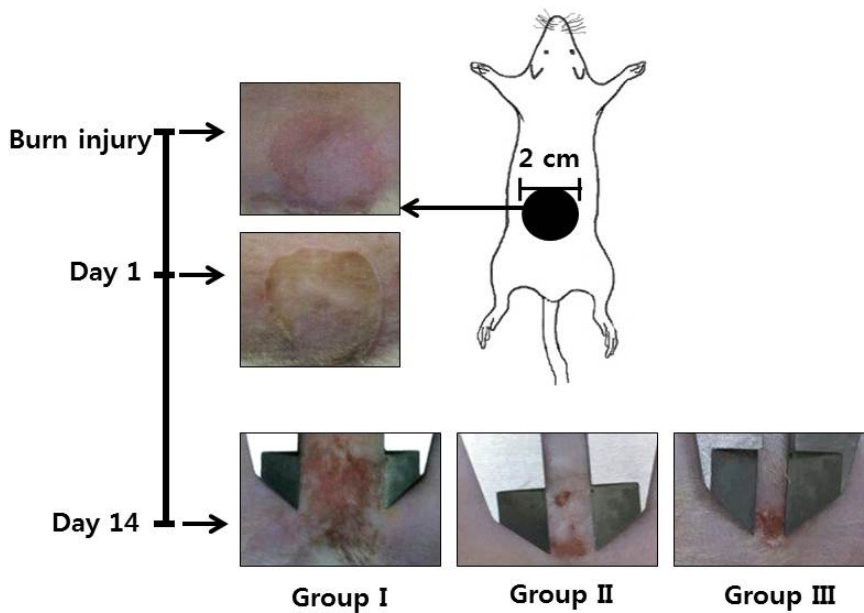 Burn injury
2 cm
Day 1
Day 14
Group I
Group II
Group III